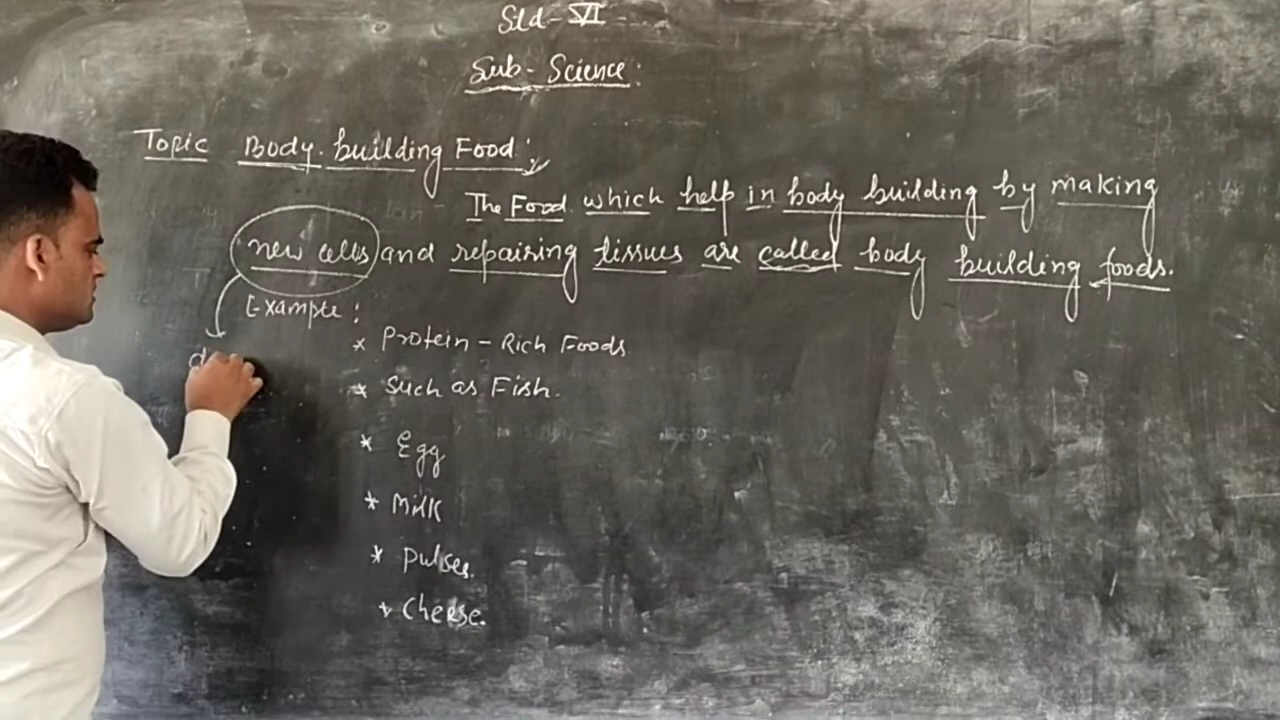 Std-VI
Sub- Science:
Topic Body. building Food:
The Food which help in body building by making
new cells and repairing tissues are called body building foods.
Example:
* Protein - Rich Foods
* Such as Fish.
* Egg
* Milk
* Pulses.
* Cheese.